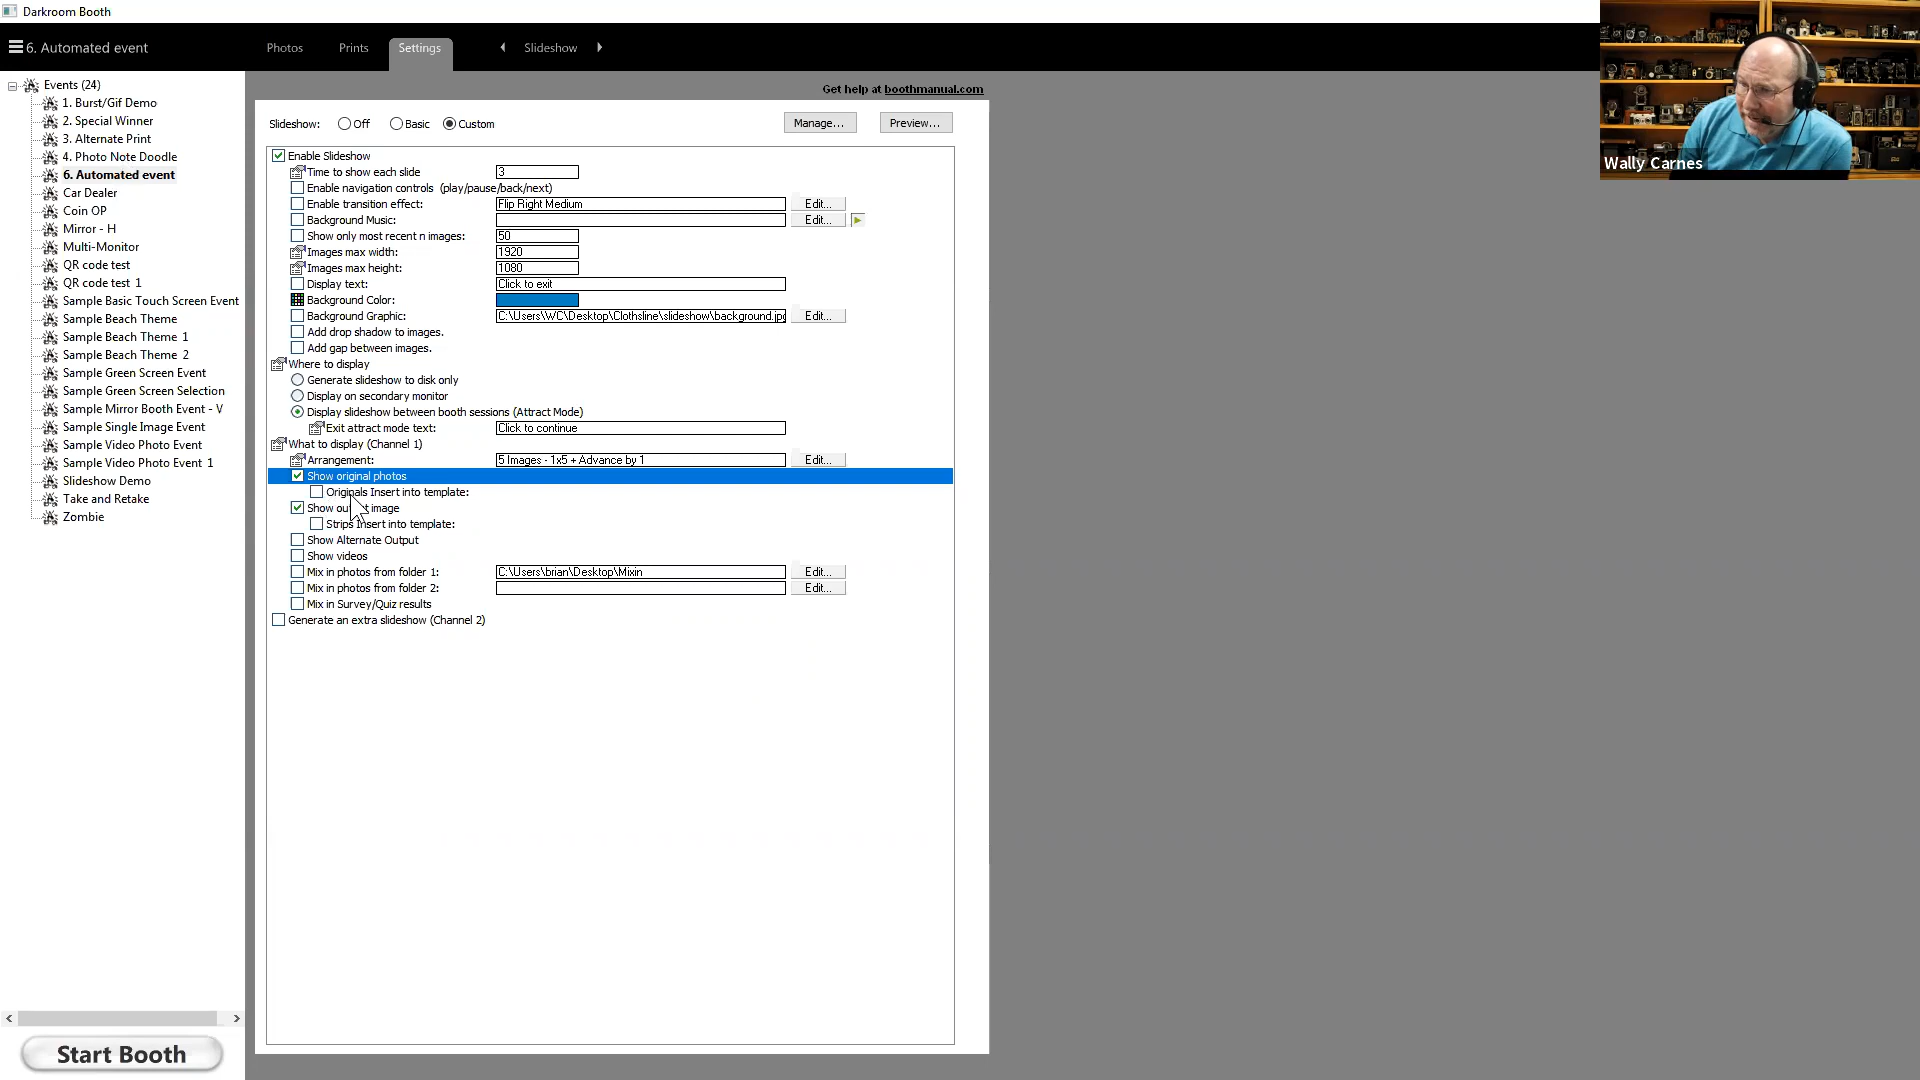 Darkroom Booth
6. Automated event
Photos
Prints
Settings
Slideshow
Wally Carnes
Events (24)
1. Burst/Gif Demo
2. Special Winner
3. Alternate Print
4. Photo Note Doodle
6. Automated event
Car Dealer
Coin OP
Mirror - H
Multi-Monitor
QR code test
QR code test 1
Sample Basic Touch Screen Event
Sample Beach Theme
Sample Beach Theme 1
Sample Beach Theme 2
Sample Green Screen Event
Sample Green Screen Selection
Sample Mirror Booth Event - V
Sample Single Image Event
Sample Video Photo Event
Sample Video Photo Event 1
Slideshow Demo
Take and Retake
Zombie
Start Booth
Get help at boothmanual.com
Slideshow: Off Basic Custom Manage... Preview...
Enable Slideshow
Time to show each slide 3
Enable navigation controls (play/pause/back/next)
Enable transition effect: Flip Right Medium Edit...
Background Music: Edit...
Show only most recent n images: 50
Images max width: 1920
Images max height: 1080
Display text: Click to exit
Background Color:
Background Graphic: C:\Users\WC\Desktop\Clothsline\slideshow\background.jpg Edit...
Add drop shadow to images.
Add gap between images.
Where to display
Generate slideshow to disk only
Display on secondary monitor
Display slideshow between booth sessions (Attract Mode)
Exit attract mode text: Click to continue
What to display (Channel 1)
Arrangement: 5 Images - 1x5 + Advance by 1 Edit...
Show original photos
Originals Insert into template:
Show image
Strips Insert into template:
Show Alternate Output
Show videos
Mix in photos from folder 1: C:\Users\brian\Desktop\Mixin Edit...
Mix in photos from folder 2: Edit...
Mix in Survey/Quiz results
Generate an extra slideshow (Channel 2)